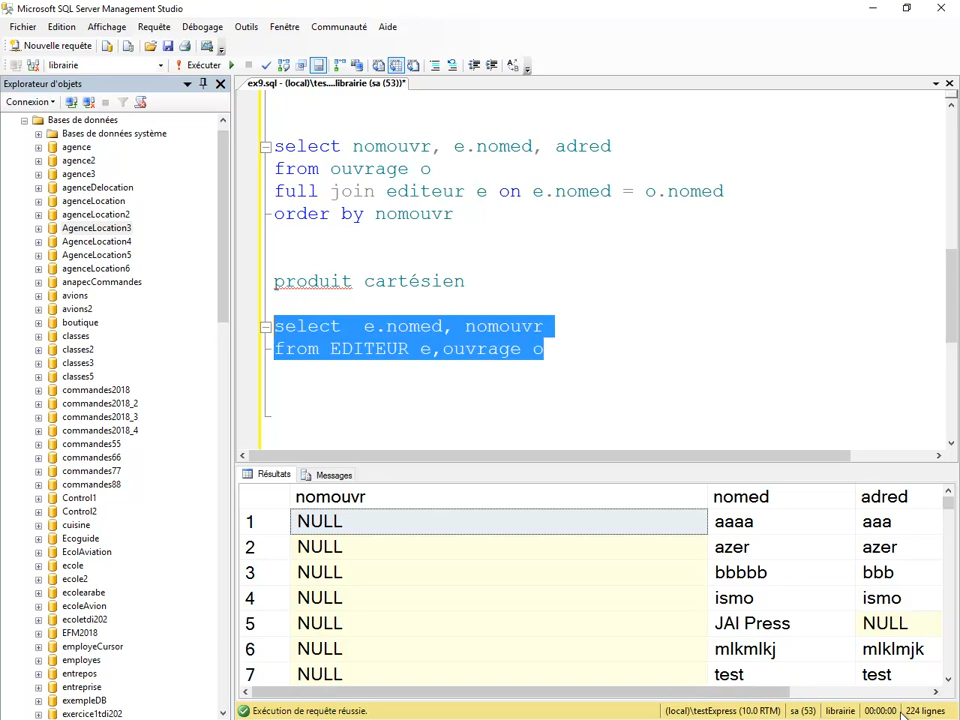 Microsoft SQL Server Management Studio
Fichier Edition Affichage Requête Débogage Outils Fenêtre Communauté Aide
Nouvelle requête
librairie Exécuter
Explorateur d'objets
ex9.sql - (local)\tes....librairie (sa (53))*
Connexion
Bases de données
Bases de données système
agence
agence2
agence3
agenceDelocation
agenceLocation
agenceLocation2
AgenceLocation3
AgenceLocation4
AgenceLocation5
agenceLocation6
anapecCommandes
avions
avions2
boutique
classes
classes2
classes3
classes5
commandes2018
commandes2018_2
commandes2018_3
commandes2018_4
commandes55
commandes66
commandes77
commandes88
Control1
Control2
cuisine
Ecoguide
EcolAviation
ecole
ecole2
ecolearabe
ecoleAvion
ecoletdi202
EFM2018
employeCursor
employes
entrepos
entreprise
exempleDB
exercice1tdi202
select nomouvr, e.nomed, adred
from ouvrage o
full join editeur e on e.nomed = o.nomed
order by nomouvr
produit cartésien
select e.nomed, nomouvr
from EDITEUR e,ouvrage o
Résultats Messages
nomouvr nomed adred
1 NULL aaaa aaa
2 NULL azer azer
3 NULL bbbbb bbb
4 NULL ismo ismo
5 NULL JAI Press NULL
6 NULL mlkmlkj mlklmjk
7 NULL test test
Exécution de requête réussie. (local)\testExpress (10.0 RTM) sa (53) librairie 00:00:00 224 lignes